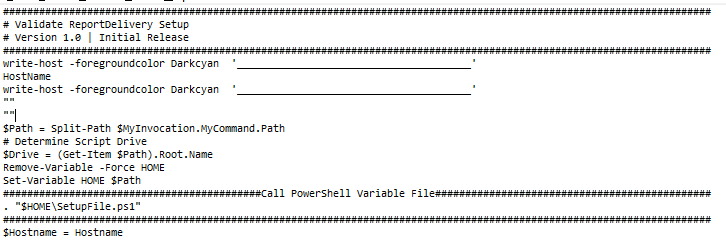 ###############################################################################################################
# Validate ReportDelivery Setup
# Version 1.0 | Initial Release
###############################################################################################################
write-host -foregroundcolor Darkcyan  '_____________________________________'
HostName
write-host -foregroundcolor Darkcyan  '_____________________________________'
""
""
$Path = Split-Path $MyInvocation.MyCommand.Path
# Determine Script Drive
$Drive = (Get-Item $Path).Root.Name
Remove-Variable -Force HOME
Set-Variable HOME $Path
#########################################Call PowerShell Variable File###########################################
. "$HOME\SetupFile.ps1"
###############################################################################################################
$Hostname = Hostname